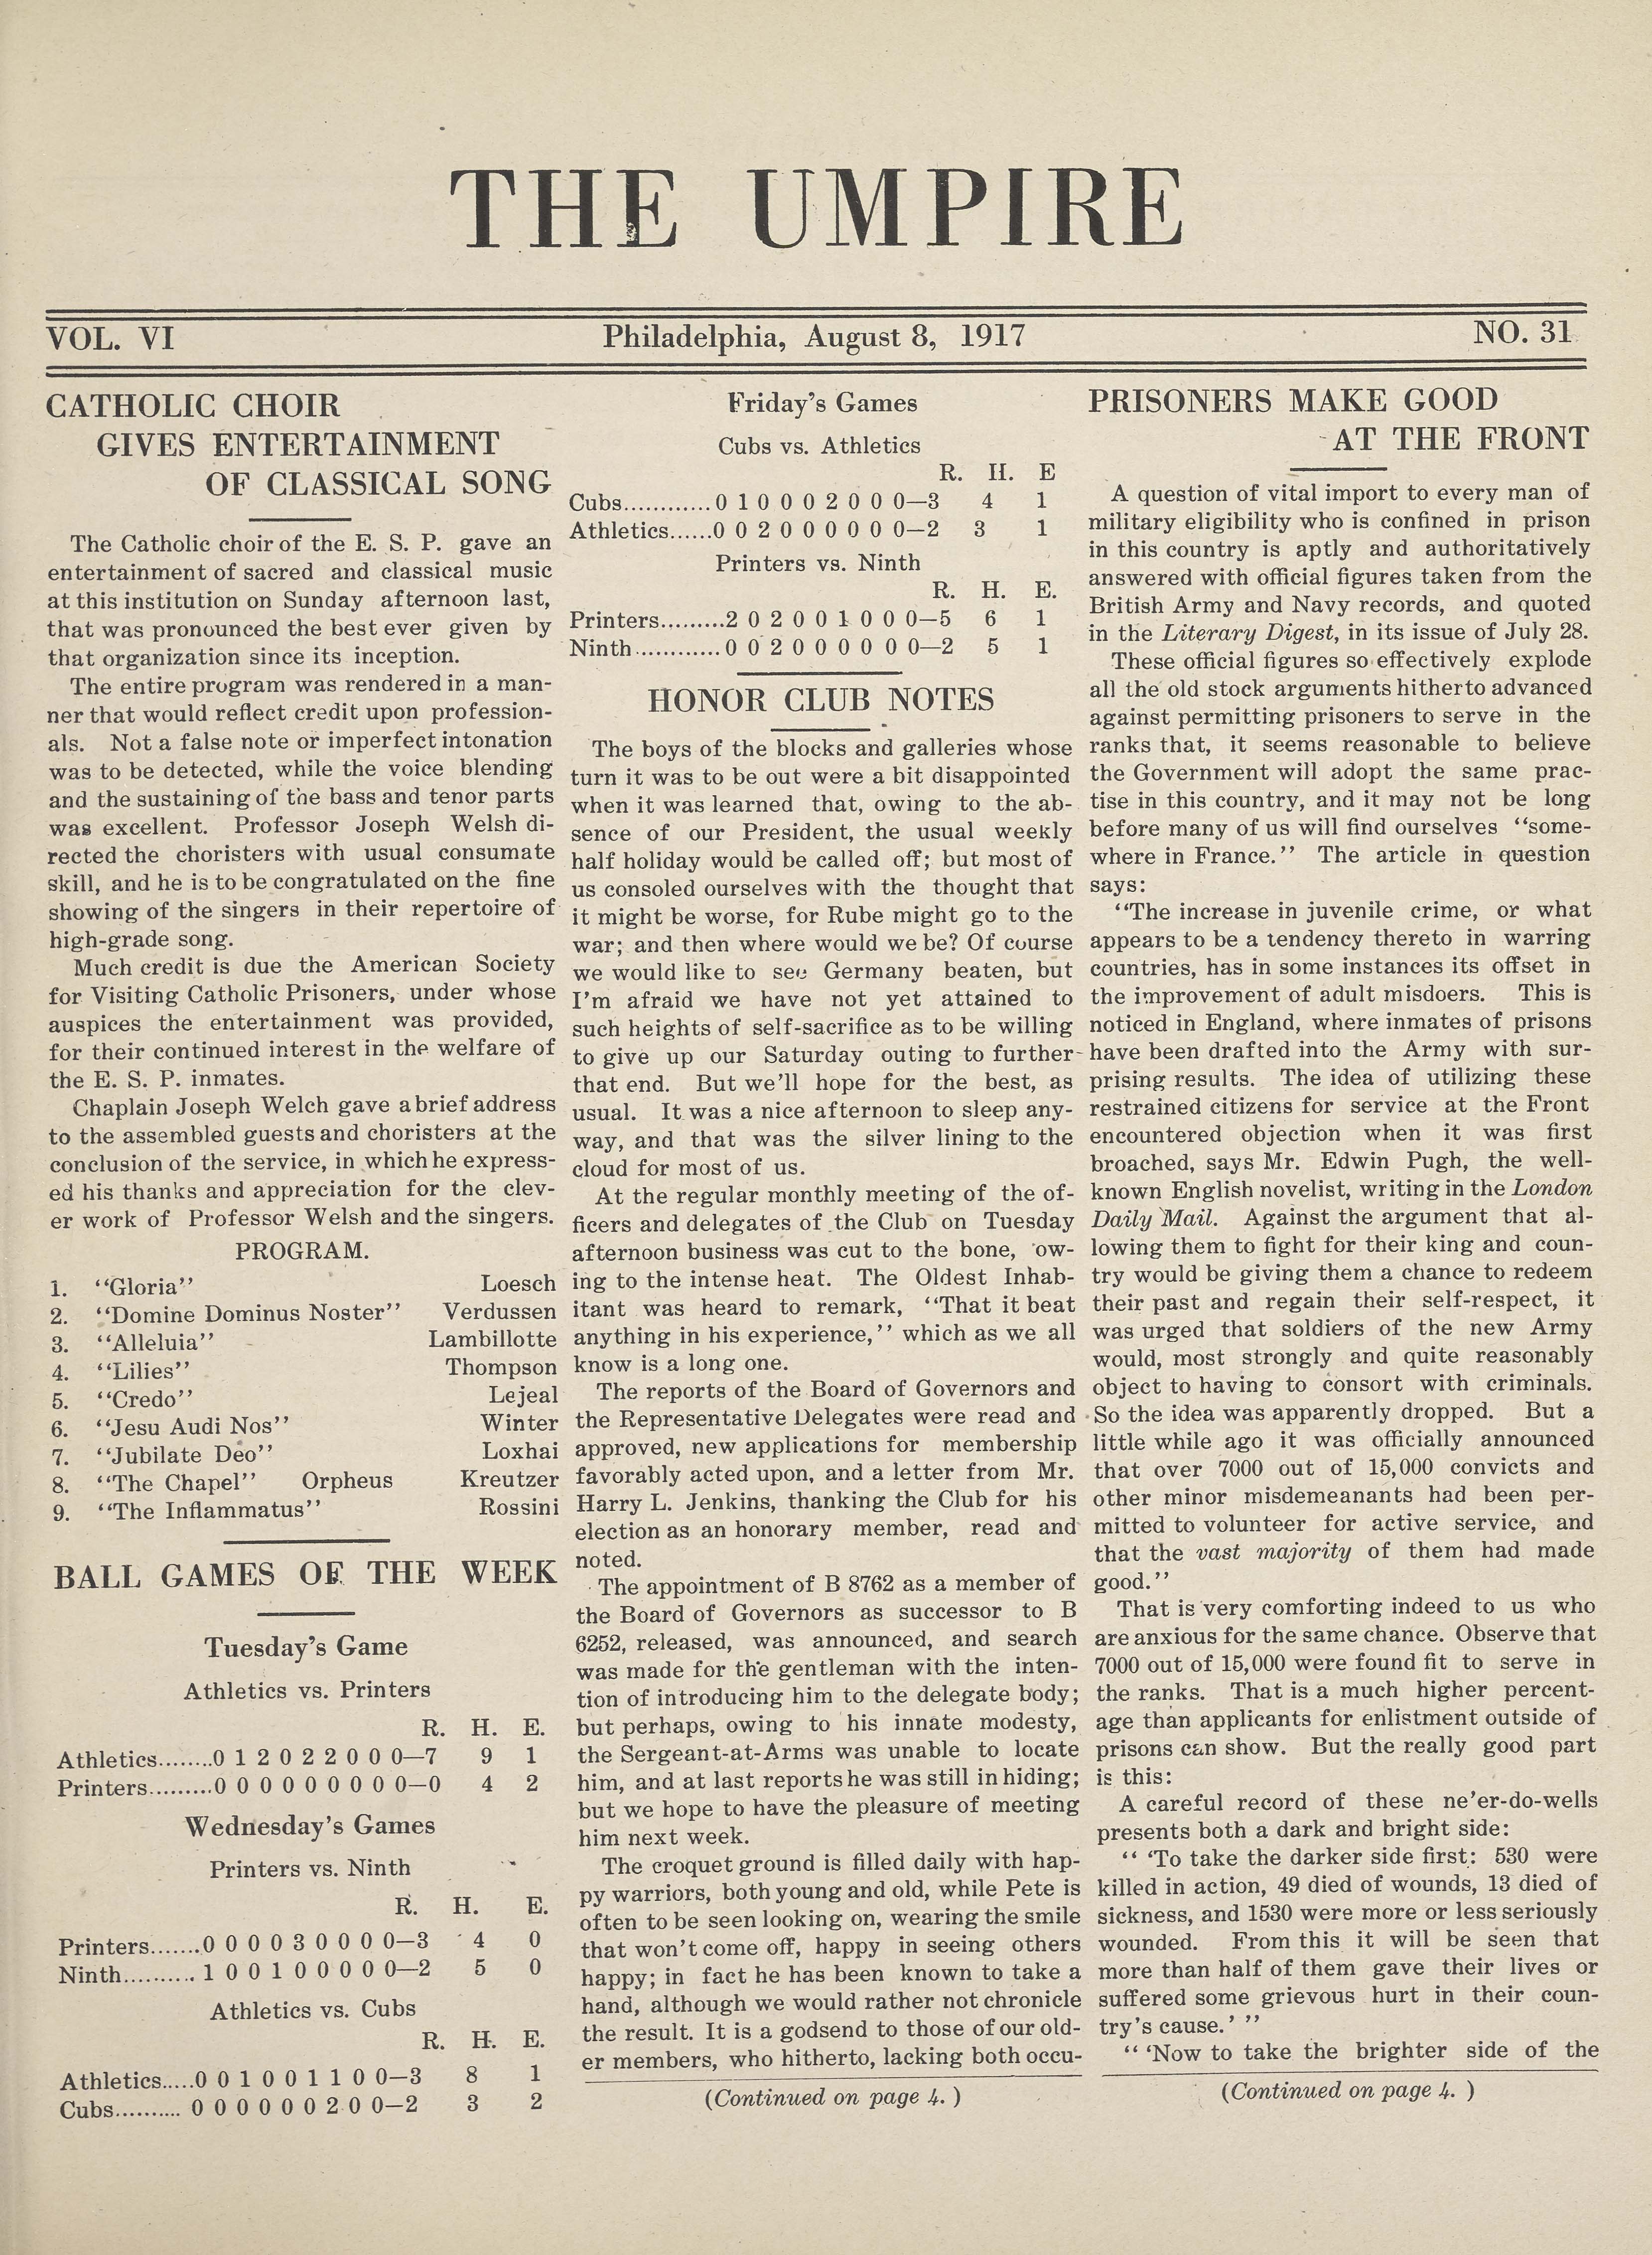 THE UMPIRE
VOL. VI
Philadelphia, August 8, 1917
NO. 31
CATHOLIC CHOIR
GIVES ENTERTAINMENT
OF CLASSICAL SONG
The Catholic choir of the E. S. P. gave an
entertainment of sacred and classical music
at this institution on Sunday afternoon last,
that was pronounced the best ever given by
that organization since its inception.
The entire program was rendered in a man-
ner that would reflect credit upon profession-
als. Not a false note or imperfect intonation
was to be detected, while the voice blending
and the sustaining of the bass and tenor parts
was excellent. Professor Joseph Welsh di-
rected the choristers with usual consumate
skill, and he is to be congratulated on the fine
showing of the singers in their repertoire of
high-grade song.
Much credit is due the American Society
for Visiting Catholic Prisoners, under whose
auspices the entertainment was provided,
for their continued interest in the welfare of
the E. S. P. inmates.
Chaplain Joseph Welch gave a brief address
to the assembled guests and choristers at the
conclusion of the service, in which he express-
ed his thanks and appreciation for the clev-
er work of Professor Welsh and the singers.
PROGRAM.
1. "Gloria" Loesch
2. "Domine Dominus Noster" Verdussen
3. "Alleluia" Lambillotte
4. "Lilies" Thompson
5. "Credo" Lejeal
6. "Jesu Audi Nos" Winter
7. "Jubilate Deo" Loxhai
8. "The Chapel" Orpheus Kreutzer
9. "The Inflammatus" Rossini
BALL GAMES OF THE WEEK
Tuesday's Game
Athletics vs. Printers
R. H. E.
Athletics........0 1 2 0 2 2 0 0 0—7 9 1
Printers.........0 0 0 0 0 0 0 0 0—0 4 2
Wednesday's Games
Printers vs. Ninth
R. H. E.
Printers.......0 0 0 0 3 0 0 0 0—3 4 0
Ninth.......... 1 0 0 1 0 0 0 0 0—2 5 0
Athletics vs. Cubs
R. H. E.
Athletics.....0 0 1 0 0 1 1 0 0—3 8 1
Cubs.......... 0 0 0 0 0 0 2 0 0—2 3 2
Friday's Games
Cubs vs. Athletics
R. H. E
Cubs............0 1 0 0 0 2 0 0 0—3 4 1
Athletics......0 0 2 0 0 0 0 0 0—2 3 1
Printers vs. Ninth
R. H. E.
Printers.........2 0 2 0 0 1 0 0 0—5 6 1
Ninth............0 0 2 0 0 0 0 0 0—2 5 1
HONOR CLUB NOTES
The boys of the blocks and galleries whose
turn it was to be out were a bit disappointed
when it was learned that, owing to the ab-
sence of our President, the usual weekly
half holiday would be called off; but most of
us consoled ourselves with the thought that
it might be worse, for Rube might go to the
war; and then where would we be? Of course
we would like to see Germany beaten, but
I'm afraid we have not yet attained to
such heights of self-sacrifice as to be willing
to give up our Saturday outing to further
that end. But we'll hope for the best, as
usual. It was a nice afternoon to sleep any-
way, and that was the silver lining to the
cloud for most of us.
At the regular monthly meeting of the of-
ficers and delegates of the Club on Tuesday
afternoon business was cut to the bone, ow-
ing to the intense heat. The Oldest Inhab-
itant was heard to remark, "That it beat
anything in his experience," which as we all
know is a long one.
The reports of the Board of Governors and
the Representative Delegates were read and
approved, new applications for membership
favorably acted upon, and a letter from Mr.
Harry L. Jenkins, thanking the Club for his
election as an honorary member, read and
noted.
The appointment of B 8762 as a member of
the Board of Governors as successor to B
6252, released, was announced, and search
was made for the gentleman with the inten-
tion of introducing him to the delegate body;
but perhaps, owing to his innate modesty,
the Sergeant-at-Arms was unable to locate
him, and at last reports he was still in hiding;
but we hope to have the pleasure of meeting
him next week.
The croquet ground is filled daily with hap-
py warriors, both young and old, while Pete is
often to be seen looking on, wearing the smile
that won't come off, happy in seeing others
happy; in fact he has been known to take a
hand, although we would rather not chronicle
the result. It is a godsend to those of our old-
er members, who hitherto, lacking both occu-
(Continued on page 4. )
PRISONERS MAKE GOOD
AT THE FRONT
A question of vital import to every man of
military eligibility who is confined in prison
in this country is aptly and authoritatively
answered with official figures taken from the
British Army and Navy records, and quoted
in the Literary Digest, in its issue of July 28.
These official figures so effectively explode
all the old stock arguments hitherto advanced
against permitting prisoners to serve in the
ranks that, it seems reasonable to believe
the Government will adopt the same prac-
tise in this country, and it may not be long
before many of us will find ourselves "some-
where in France." The article in question
says:
"The increase in juvenile crime, or what
appears to be a tendency thereto in warring
countries, has in some instances its offset in
the improvement of adult misdoers. This is
noticed in England, where inmates of prisons
have been drafted into the Army with sur-
prising results. The idea of utilizing these
restrained citizens for service at the Front
encountered objection when it was first
broached, says Mr. Edwin Pugh, the well-
known English novelist, writing in the London
Daily Mail. Against the argument that al-
lowing them to fight for their king and coun-
try would be giving them a chance to redeem
their past and regain their self-respect, it
was urged that soldiers of the new Army
would, most strongly and quite reasonably
object to having to consort with criminals.
So the idea was apparently dropped. But a
little while ago it was officially announced
that over 7000 out of 15,000 convicts and
other minor misdemeanants had been per-
mitted to volunteer for active service, and
that the vast majority of them had made
good."
That is very comforting indeed to us who
are anxious for the same chance. Observe that
7000 out of 15,000 were found fit to serve in
the ranks. That is a much higher percent-
age than applicants for enlistment outside of
prisons can show. But the really good part
is this:
A careful record of these ne'er-do-wells
presents both a dark and bright side:
" 'To take the darker side first: 530 were
killed in action, 49 died of wounds, 13 died of
sickness, and 1530 were more or less seriously
wounded. From this it will be seen that
more than half of them gave their lives or
suffered some grievous hurt in their coun-
try's cause.' "
" 'Now to take the brighter side of the
(Continued on page 4. )